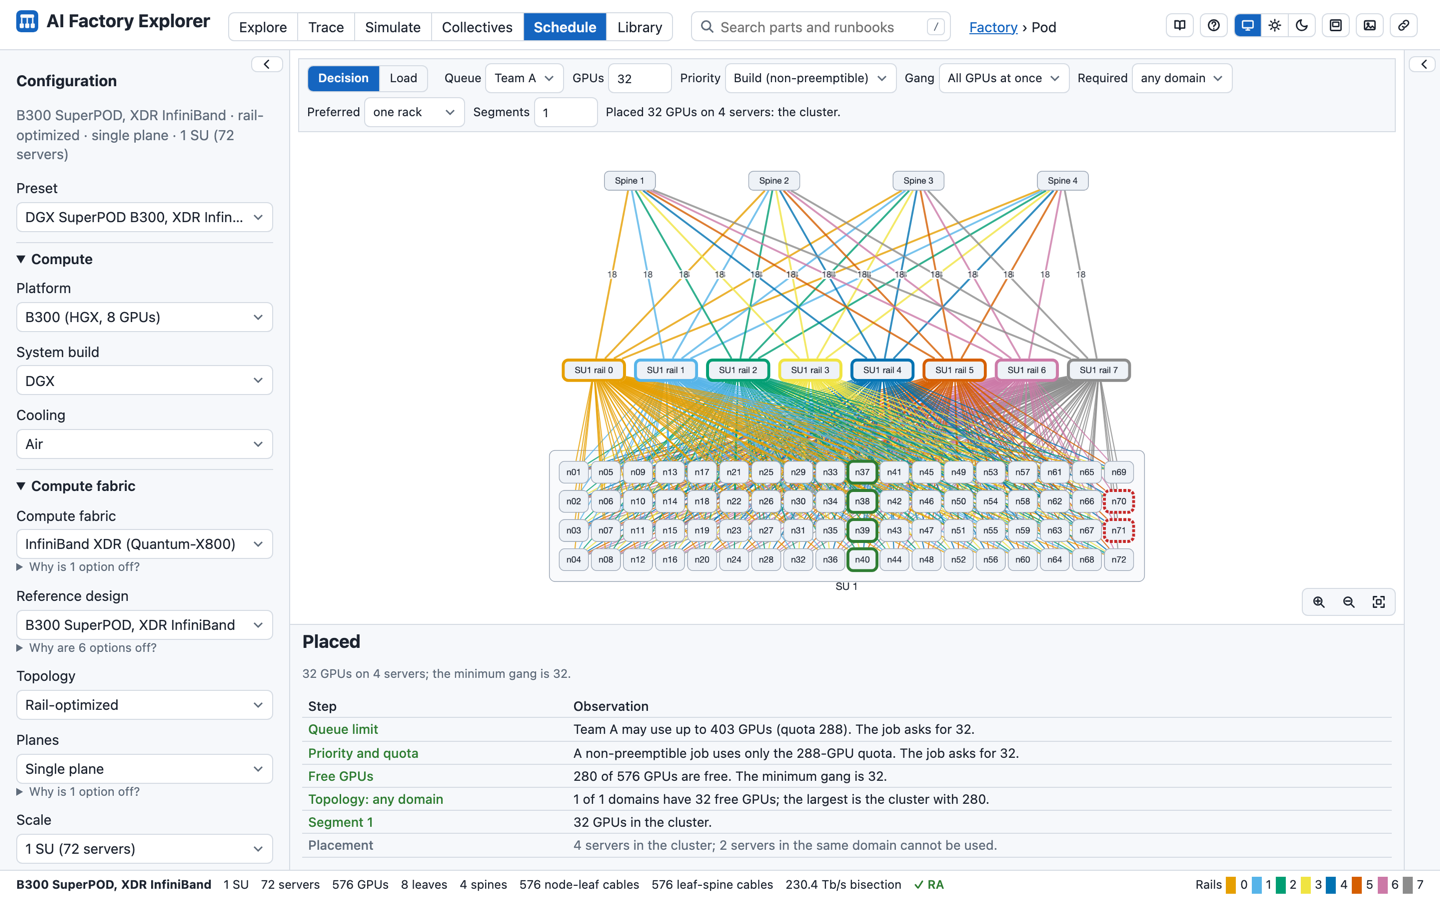 AI Factory Explorer
Explore Trace Simulate Collectives Schedule Library
Search parts and runbooks /
Factory › Pod
Configuration
B300 SuperPOD, XDR InfiniBand · rail-
optimized · single plane · 1 SU (72
servers)
Preset
DGX SuperPOD B300, XDR Infin...
Compute
Platform
B300 (HGX, 8 GPUs)
System build
DGX
Cooling
Air
Compute fabric
Compute fabric
InfiniBand XDR (Quantum-X800)
Why is 1 option off?
Reference design
B300 SuperPOD, XDR InfiniBand
Why are 6 options off?
Topology
Rail-optimized
Planes
Single plane
Why is 1 option off?
Scale
1 SU (72 servers)
Decision Load Queue Team A GPUs 32 Priority Build (non-preemptible) Gang All GPUs at once Required any domain
Preferred one rack Segments 1 Placed 32 GPUs on 4 servers: the cluster.
Spine 1 Spine 2 Spine 3 Spine 4
18 18 18 18 18 18 18 18 18 18 18 18 18 18
SU1 rail 0 SU1 rail 1 SU1 rail 2 SU1 rail 3 SU1 rail 4 SU1 rail 5 SU1 rail 6 SU1 rail 7
n01 n05 n09 n13 n17 n21 n25 n29 n33 n37 n41 n45 n49 n53 n57 n61 n65 n69
n02 n06 n10 n14 n18 n22 n26 n30 n34 n38 n42 n46 n50 n54 n58 n62 n66 n70
n03 n07 n11 n15 n19 n23 n27 n31 n35 n39 n43 n47 n51 n55 n59 n63 n67 n71
n04 n08 n12 n16 n20 n24 n28 n32 n36 n40 n44 n48 n52 n56 n60 n64 n68 n72
SU 1
Placed
32 GPUs on 4 servers; the minimum gang is 32.
Step Observation
Queue limit Team A may use up to 403 GPUs (quota 288). The job asks for 32.
Priority and quota A non-preemptible job uses only the 288-GPU quota. The job asks for 32.
Free GPUs 280 of 576 GPUs are free. The minimum gang is 32.
Topology: any domain 1 of 1 domains have 32 free GPUs; the largest is the cluster with 280.
Segment 1 32 GPUs in the cluster.
Placement 4 servers in the cluster; 2 servers in the same domain cannot be used.
B300 SuperPOD, XDR InfiniBand 1 SU 72 servers 576 GPUs 8 leaves 4 spines 576 node-leaf cables 576 leaf-spine cables 230.4 Tb/s bisection ✓ RA
Rails 0 1 2 3 4 5 6 7